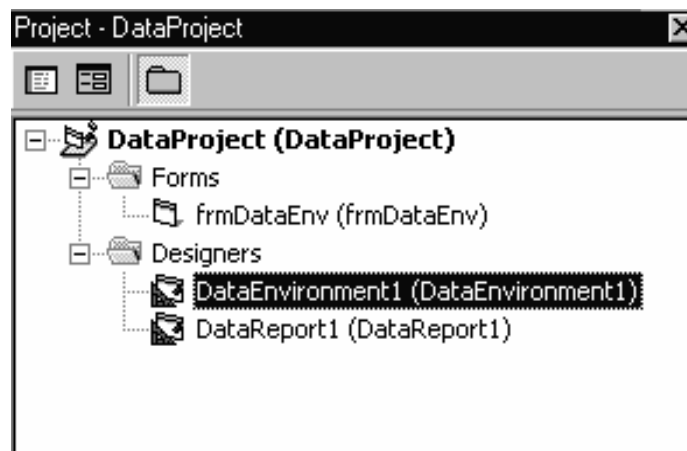 Project - DataProject
DataProject (DataProject)
Forms
frmDataEnv (frmDataEnv)
Designers
DataEnvironment1 (DataEnvironment1)
DataReport1 (DataReport1)